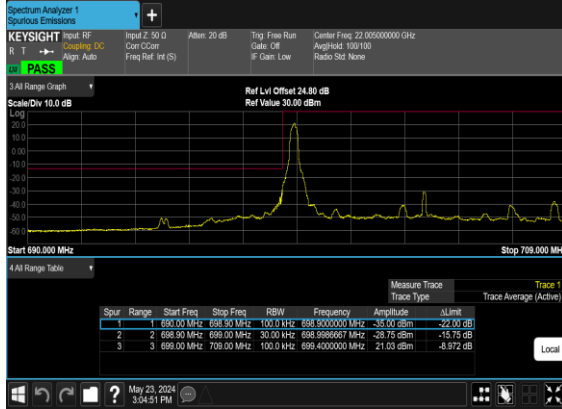 Spectrum Analyzer 1
Spurious Emissions
+
KEYSIGHT Input: RF Input Z: 50 Ω Atten: 20 dB Trig: Free Run Center Freq: 22.005000000 GHz
R T Coupling: DC Corr CCorr Gate: Off Avg|Hold: 100/100
Align: Auto Freq Ref: Int (S) IF Gain: Low Radio Std: None
PASS
3 All Range Graph
Ref Lvl Offset 24.80 dB
Scale/Div 10.0 dB Ref Value 30.00 dBm
Log
20.0
10.0
0.00
-10.0
-20.0
-30.0
-40.0
-50.0
-60.0
Start 690.000 MHz Stop 709.000 MH
4 All Range Table
Measure Trace Trace 1
Trace Type Trace Average (Active)
Spur Range Start Freq Stop Freq RBW Frequency Amplitude ΔLimit
1 1 690.00 MHz 698.90 MHz 100.0 kHz 698.9000000 MHz -35.00 dBm -22.00 dB
2 2 698.90 MHz 699.00 MHz 30.00 kHz 698.9986667 MHz -28.75 dBm -15.75 dB
3 3 699.00 MHz 709.00 MHz 100.0 kHz 699.4000000 MHz 21.03 dBm -8.972 dB
Local
? May 23, 2024
3:04:51 PM